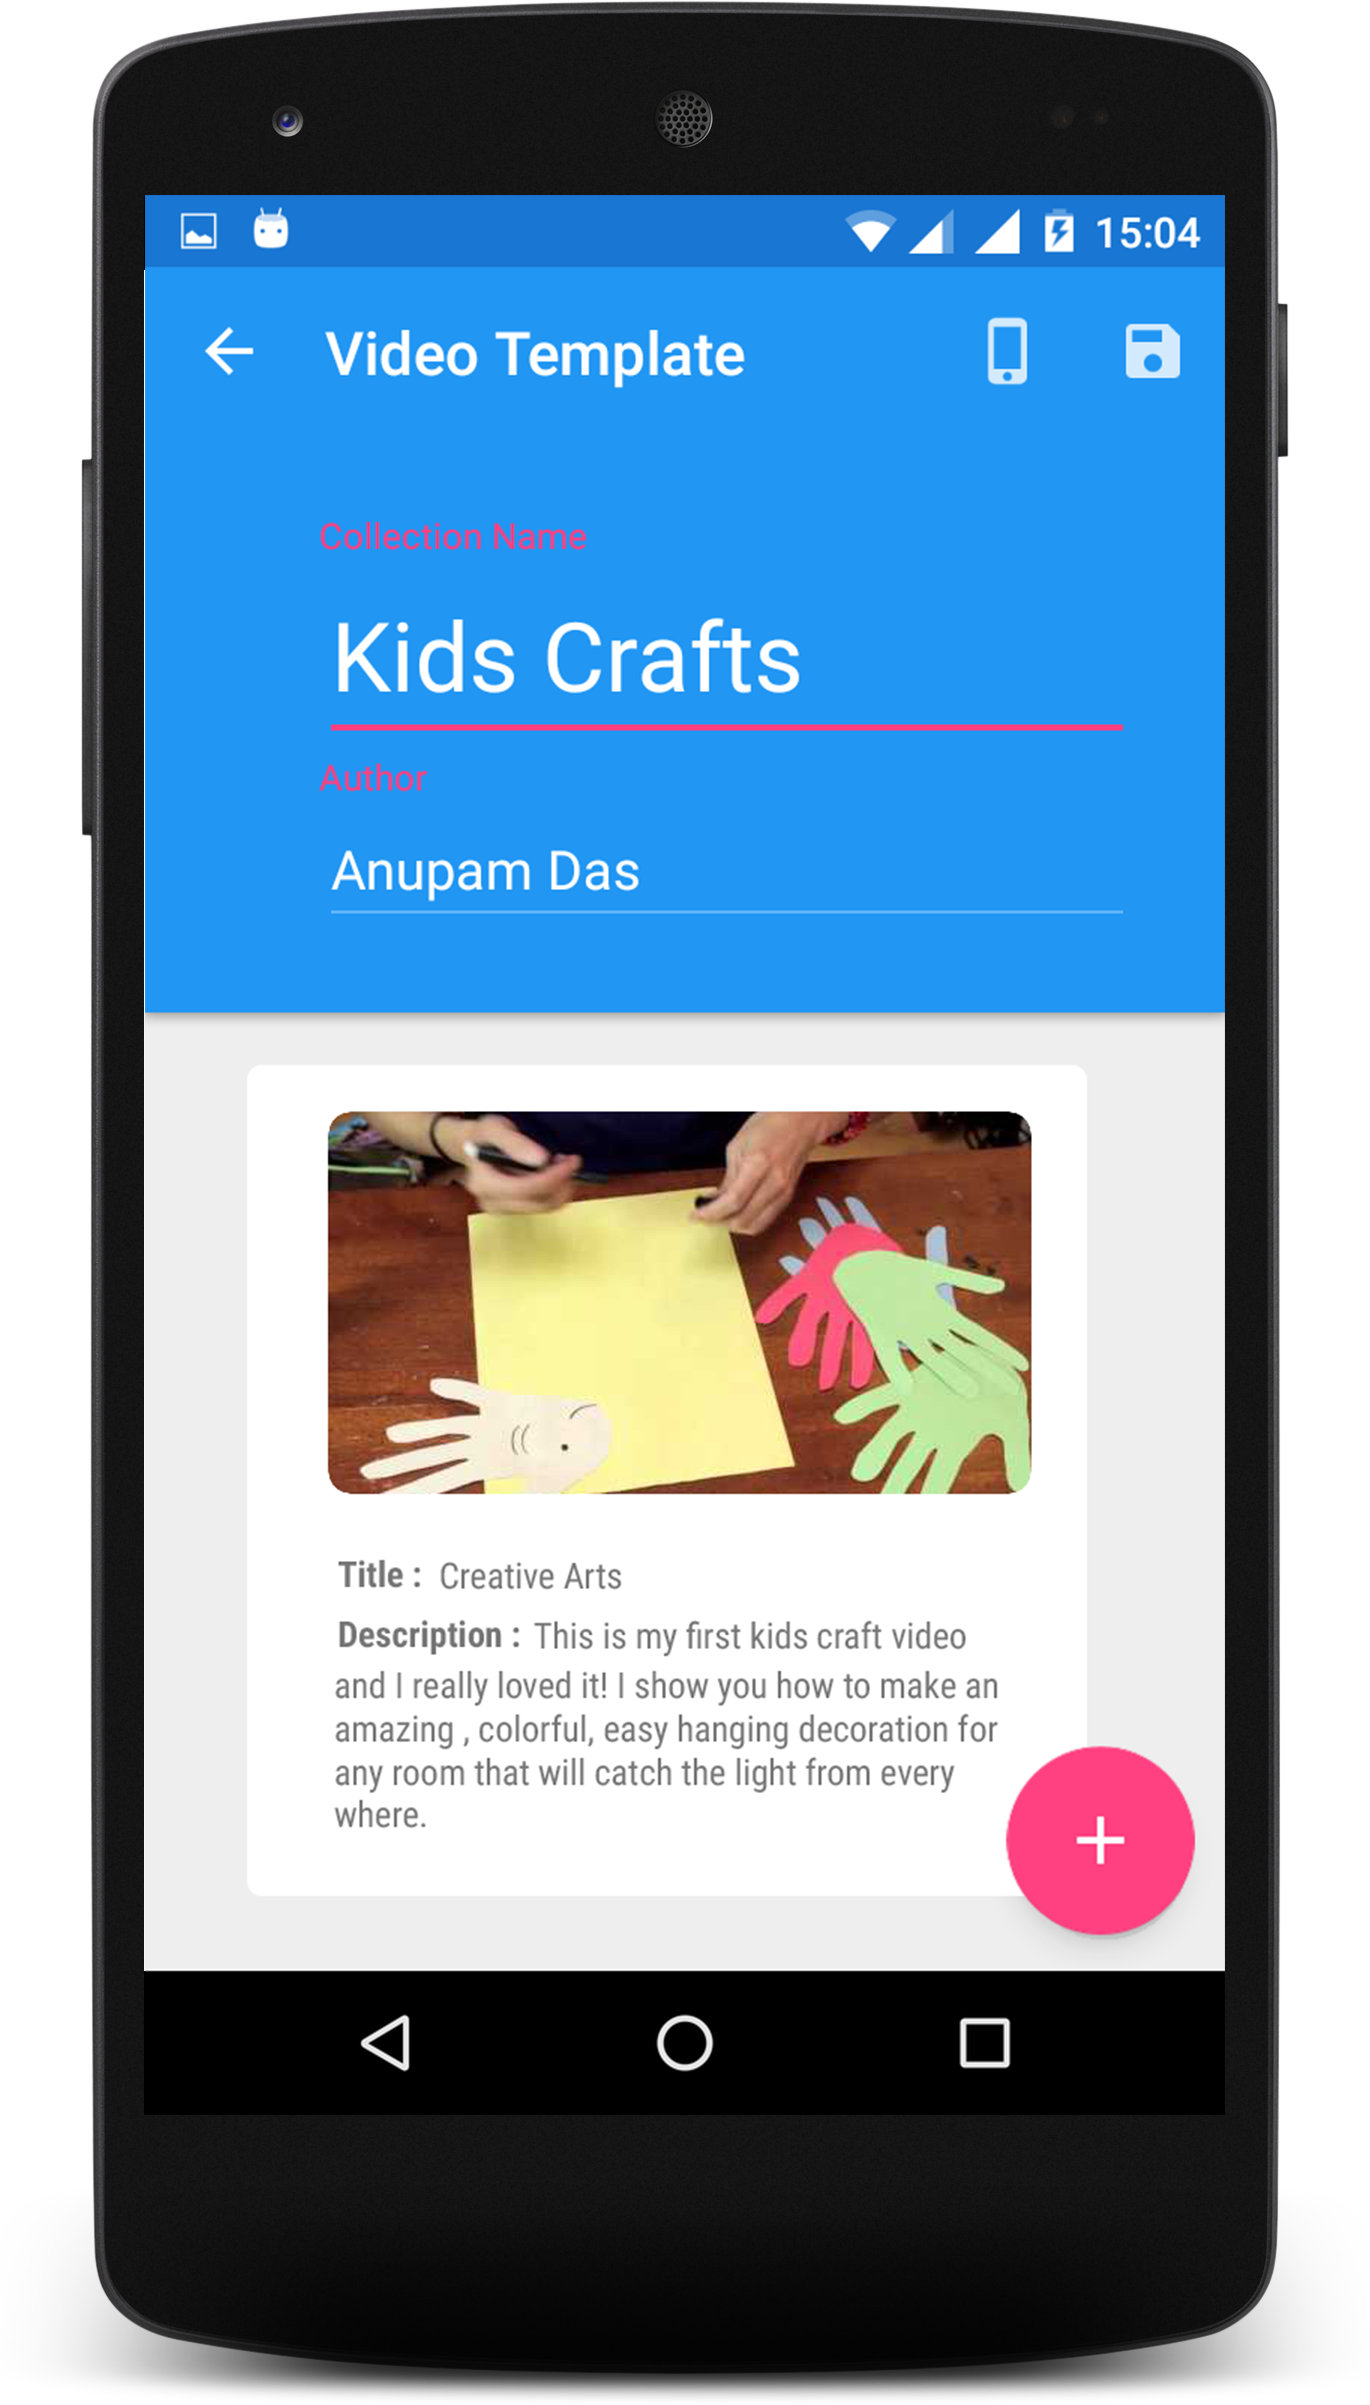 15:04
Video Template
Collection Name
Kids Crafts
Author
Anupam Das
Title : Creative Arts
Description : This is my first kids craft video
and I really loved it! I show you how to make an
amazing , colorful, easy hanging decoration for
any room that will catch the light from every
where.